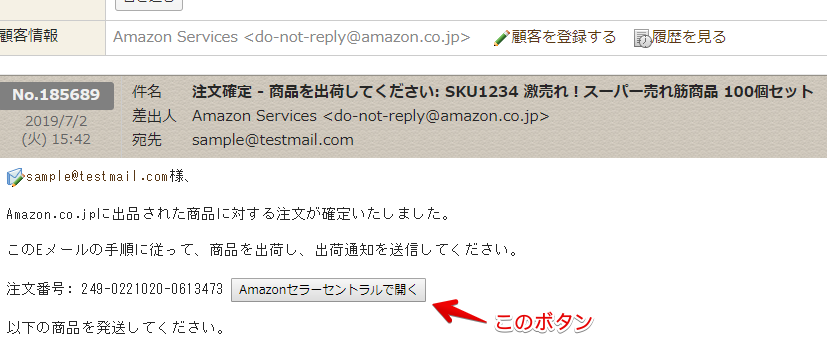 顧客情報 Amazon Services <do-not-reply@amazon.co.jp> 顧客を登録する 履歴を見る
No.185689 件名 注文確定 - 商品を出荷してください: SKU1234 激売れ！スーパー売れ筋商品 100個セット
2019/7/2 差出人 Amazon Services <do-not-reply@amazon.co.jp>
(火) 15:42 宛先 sample@testmail.com
sample@testmail.com様、
Amazon.co.jpに出品された商品に対する注文が確定いたしました。
このEメールの手順に従って、商品を出荷し、出荷通知を送信してください。
注文番号: 249-0221020-0613473 Amazonセラーセントラルで開く
このボタン
以下の商品を発送してください。